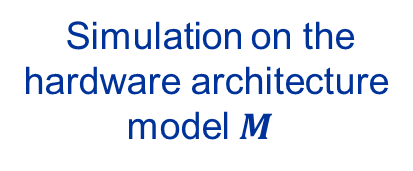 Simulation on the
hardware architecture
model M